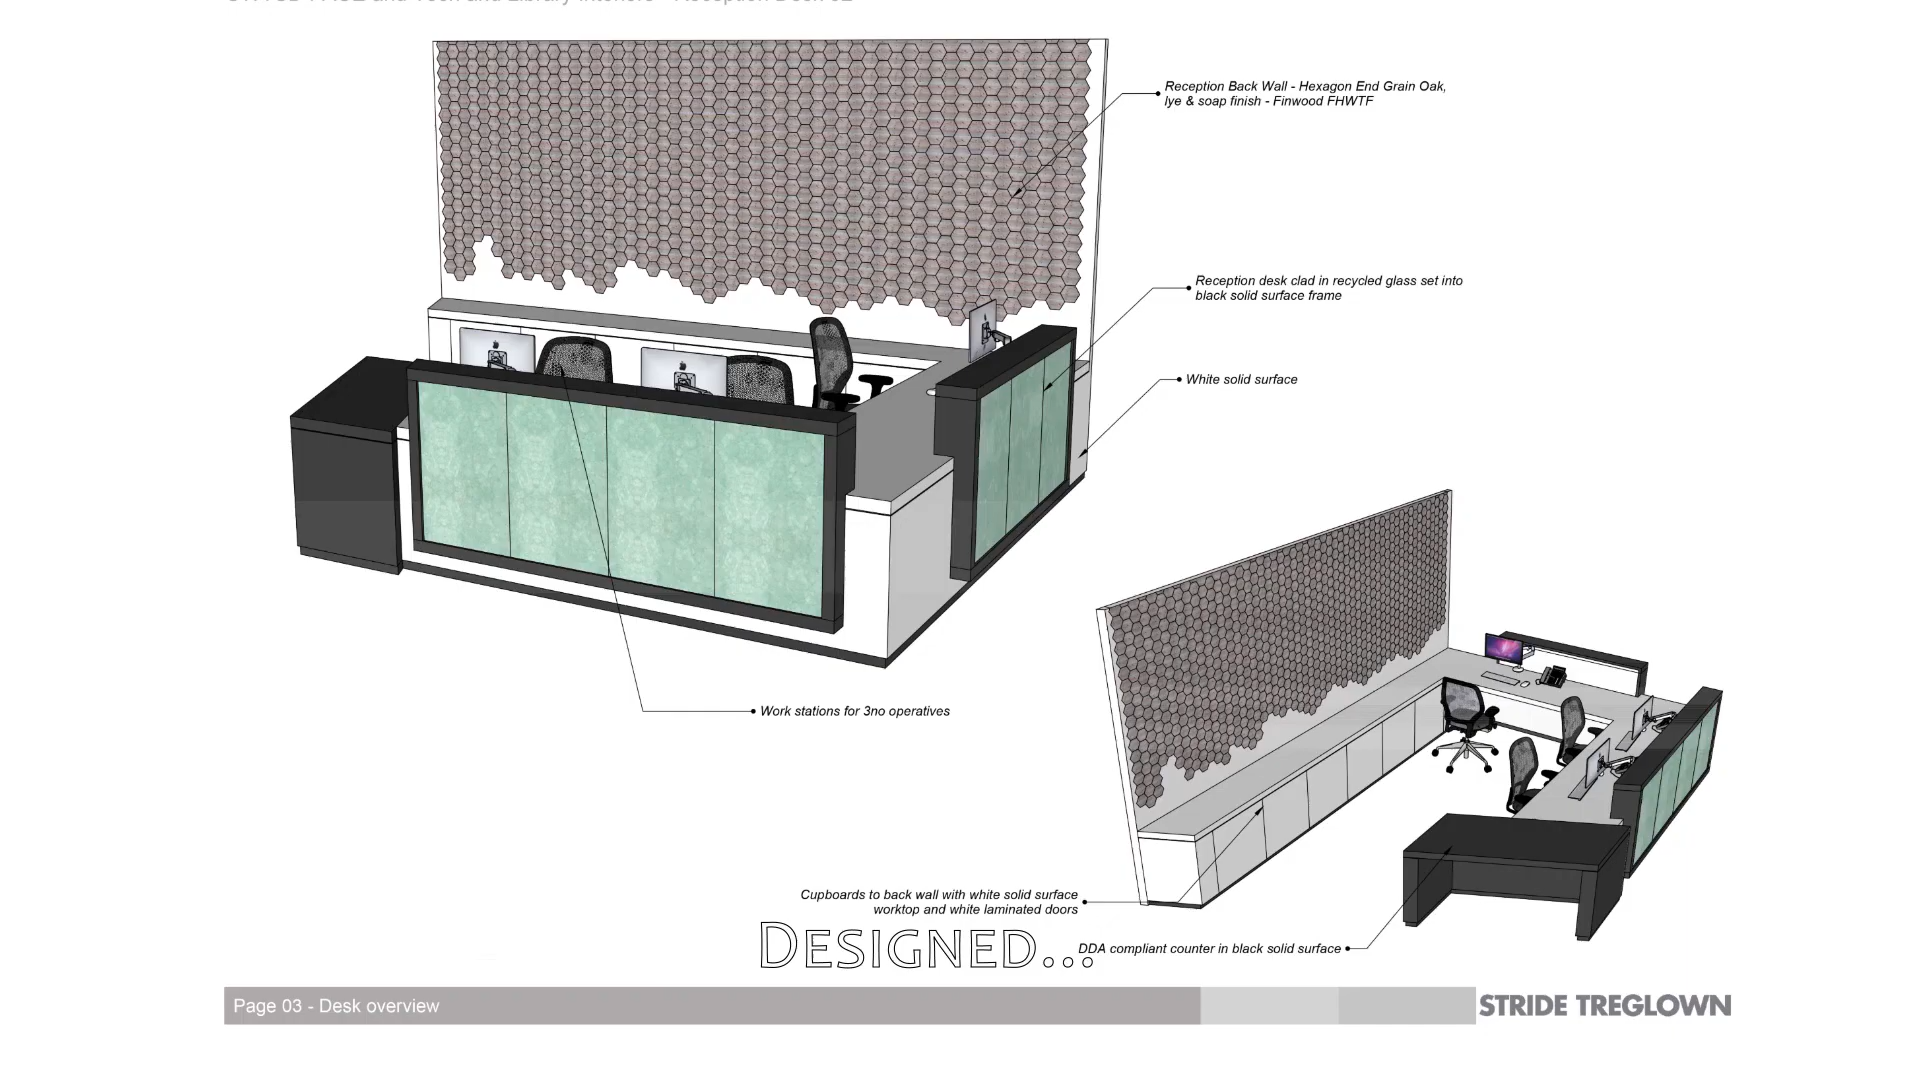 Reception Back Wall - Hexagon End Grain Oak,
lye & soap finish - Finwood FHWTF
Reception desk clad in recycled glass set into
black solid surface frame
White solid surface
Work stations for 3no operatives
Cupboards to back wall with white solid surface
worktop and white laminated doors
DESIGNED...
DDA compliant counter in black solid surface
Page 03 - Desk overview
STRIDE TREGLOWN